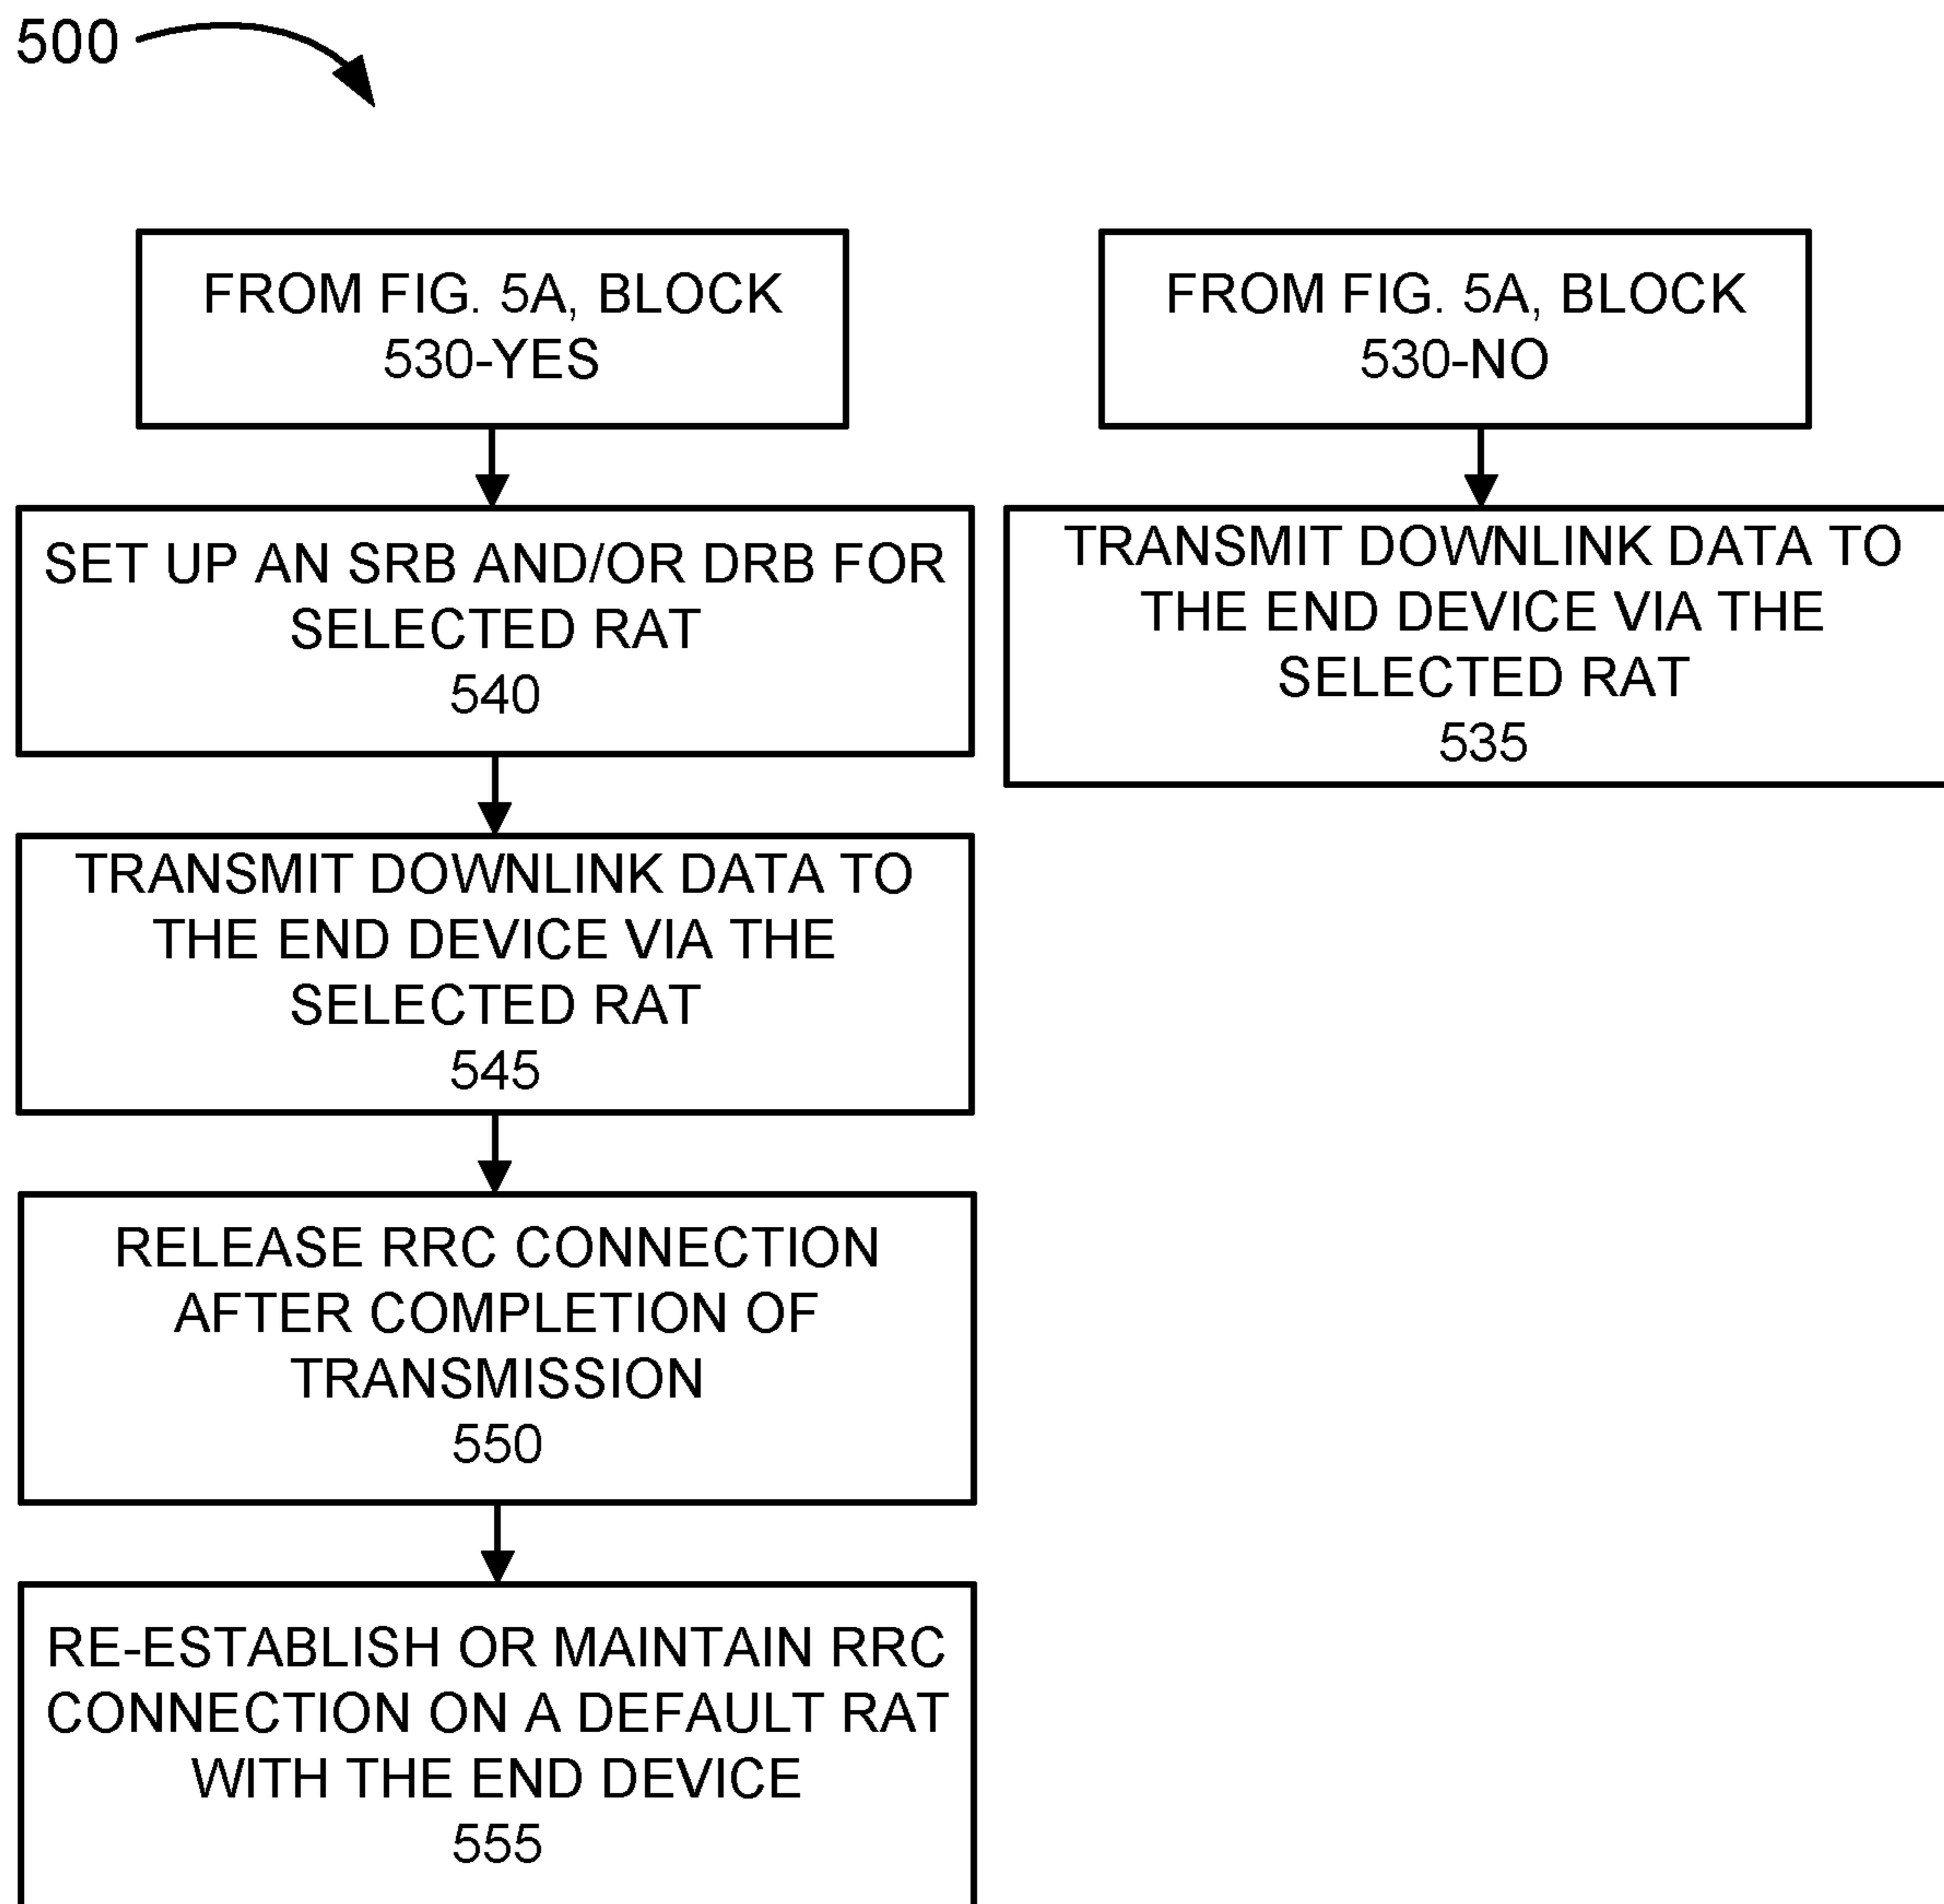 500
FROM FIG. 5A, BLOCK
530-YES
SET UP AN SRB AND/OR DRB FOR
SELECTED RAT
540
TRANSMIT DOWNLINK DATA TO
THE END DEVICE VIA THE
SELECTED RAT
545
RELEASE RRC CONNECTION
AFTER COMPLETION OF
TRANSMISSION
550
RE-ESTABLISH OR MAINTAIN RRC
CONNECTION ON A DEFAULT RAT
WITH THE END DEVICE
555
FROM FIG. 5A, BLOCK
530-NO
TRANSMIT DOWNLINK DATA TO
THE END DEVICE VIA THE
SELECTED RAT
535